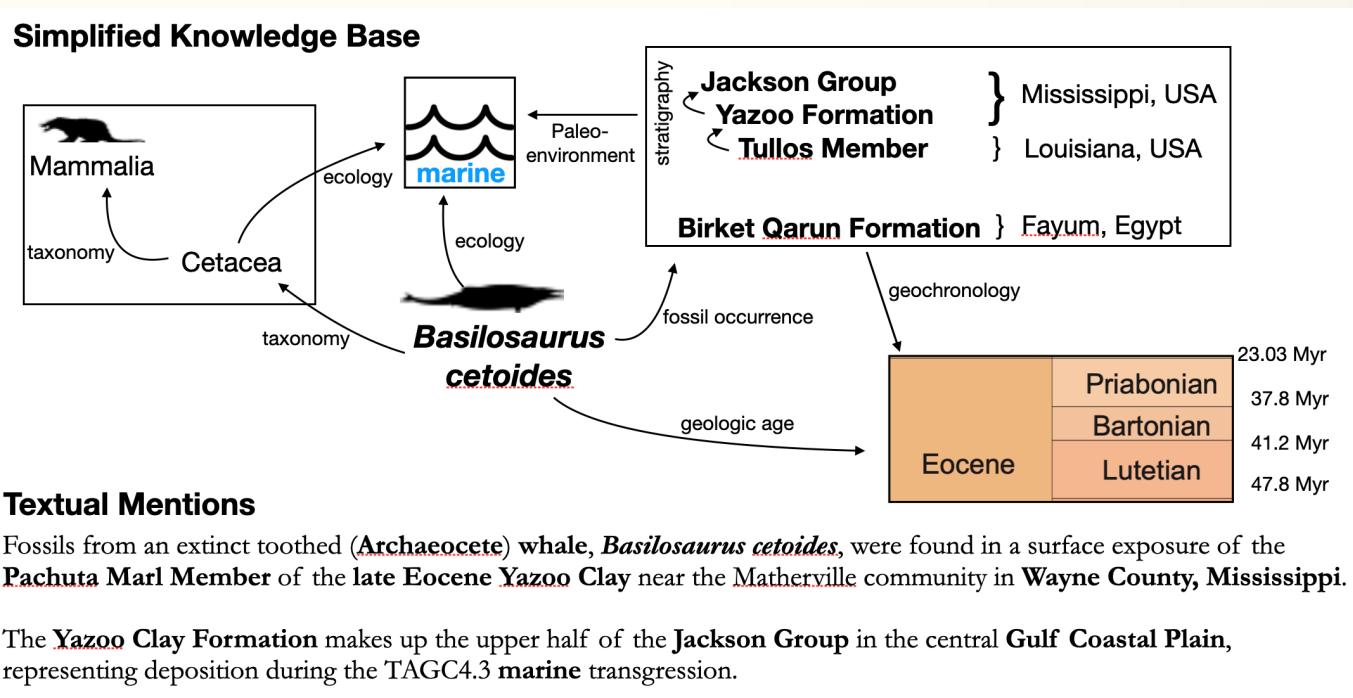 Simplified Knowledge Base
Mammalia
taxonomy
Cetacea
ecology
marine
Paleo-
environment
stratigraphy
Jackson Group
Yazoo Formation
Tullos Member
} Mississippi, USA
} Louisiana, USA
Birket Qarun Formation } Fayum, Egypt
ecology
taxonomy
Basilosaurus
cetoides
fossil occurrence
geochronology
geologic age
Eocene
Priabonian
Bartonian
Lutetian
23.03 Myr
37.8 Myr
41.2 Myr
47.8 Myr
Textual Mentions
Fossils from an extinct toothed (Archaeocete) whale, Basilosaurus cetoides, were found in a surface exposure of the
Pachuta Marl Member of the late Eocene Yazoo Clay near the Matherville community in Wayne County, Mississippi.
The Yazoo Clay Formation makes up the upper half of the Jackson Group in the central Gulf Coastal Plain,
representing deposition during the TAGC4.3 marine transgression.